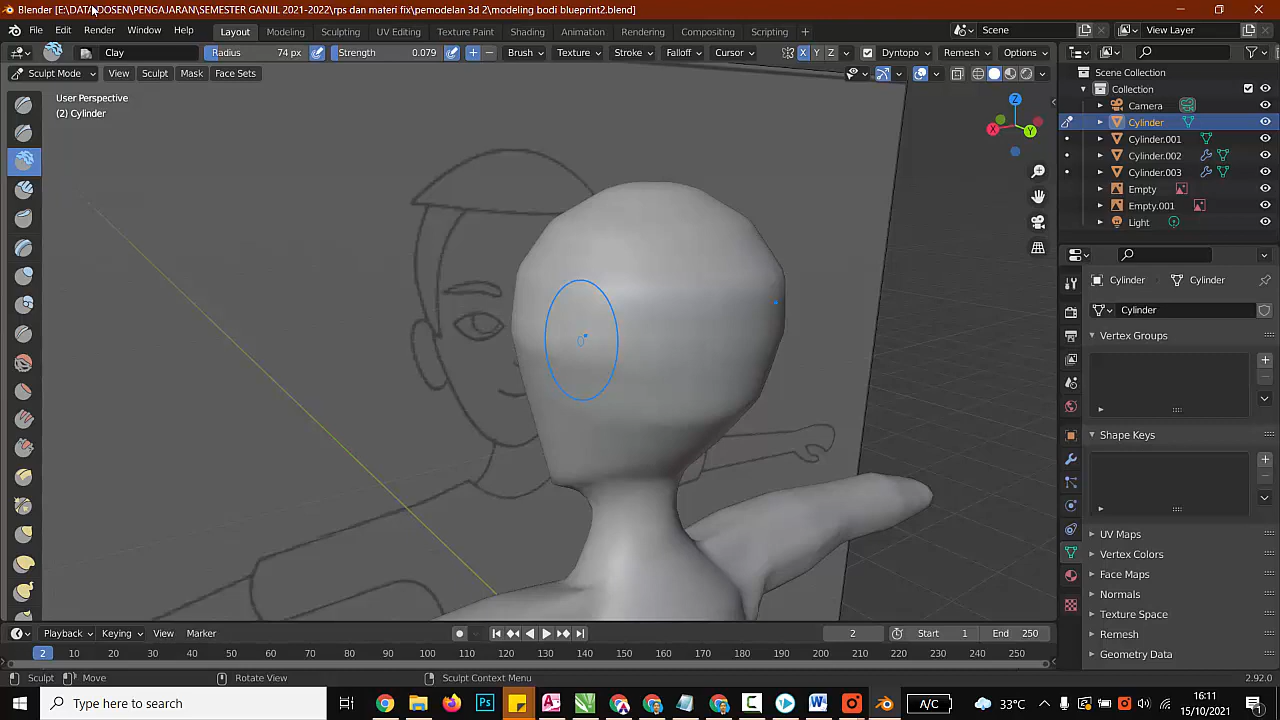 Blender [E:\DATA\DOSEN\PENGAJARAN\SEMESTER GANJIL 2021-2022\rps dan materi fix\pemodelan 3d 2\modeling bodi blueprint2.blend]
File Edit Render Window Help Layout Modeling Sculpting UV Editing Texture Paint Shading Animation Rendering Compositing Scripting + Scene View Layer
Clay Radius 74 px Strength 0.079 Brush Texture Stroke Falloff Cursor X Y Z Dyntopo Remesh Options
Sculpt Mode View Sculpt Mask Face Sets
Scene Collection
Collection
Camera
Cylinder
Cylinder.001
Cylinder.002
Cylinder.003
Empty
Empty.001
Light
User Perspective
(2) Cylinder
Z
X
Y
Cylinder Cylinder
Cylinder
Vertex Groups
Shape Keys
UV Maps
Vertex Colors
Face Maps
Normals
Texture Space
Remesh
Geometry Data
Playback Keying View Marker 2 Start 1 End 250
2 10 20 30 40 50 60 70 80 90 100 110 120 130 140 150 160 170 180 190 200 210 220 230 240 250
Sculpt Move Rotate View Sculpt Context Menu 2.92.0
Type here to search A/C 33°C 16:11
15/10/2021